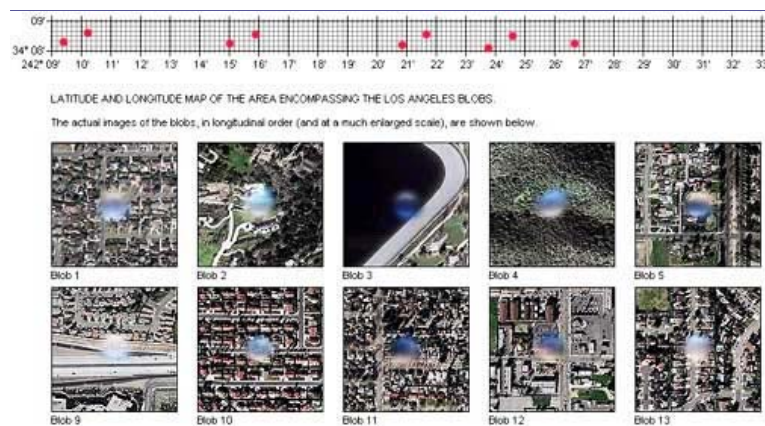 09'
34° 08'
242° 09' 10' 11' 12' 13' 14' 15' 16' 17' 18' 19' 20' 21' 22' 23' 24' 25' 26' 27' 28' 29' 30' 31' 32' 33
LATITUDE AND LONGITUDE MAP OF THE AREA ENCOMPASSING THE LOS ANGELES BLOBS.
The actual images of the blobs, in longitudinal order (and at a much enlarged scale), are shown below.
Blob 1 Blob 2 Blob 3 Blob 4 Blob 5
Blob 9 Blob 10 Blob 11 Blob 12 Blob 13